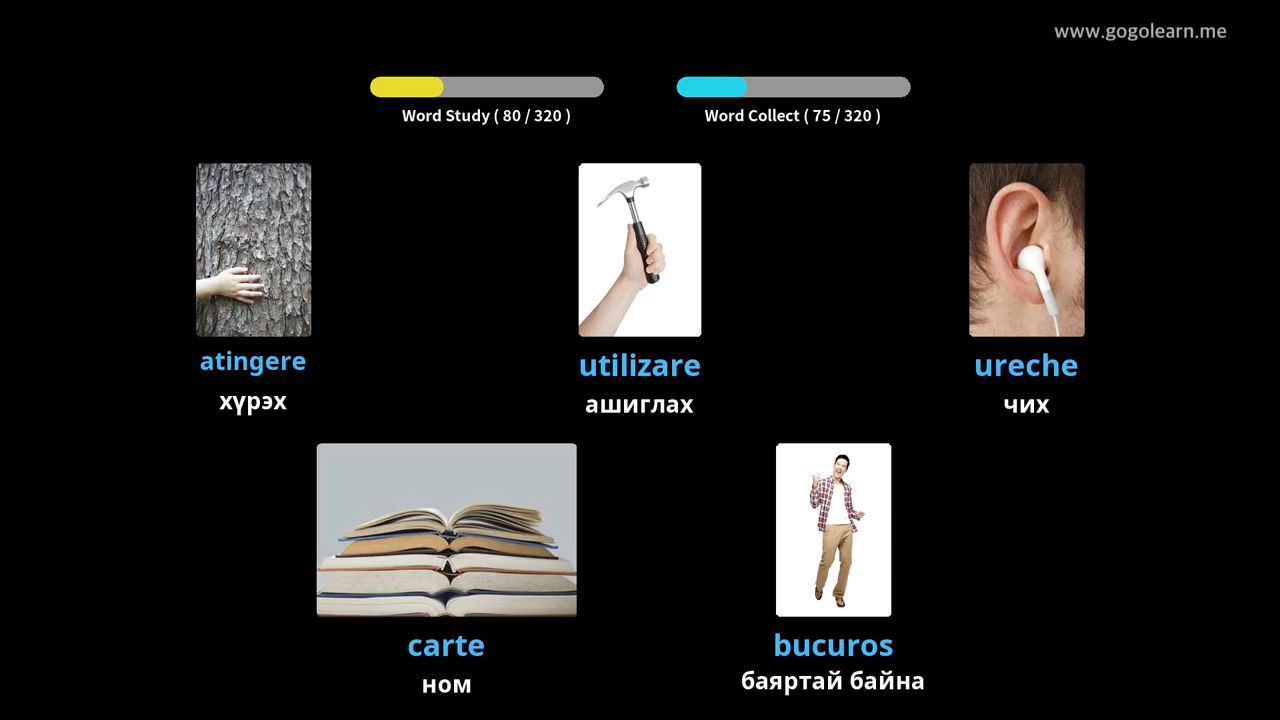 www.gogolearn.me
Word Study ( 80 / 320 )
Word Collect ( 75 / 320 )
atingere
хүрэх
utilizare
ашиглах
ureche
чих
carte
ном
bucuros
баяртай байна